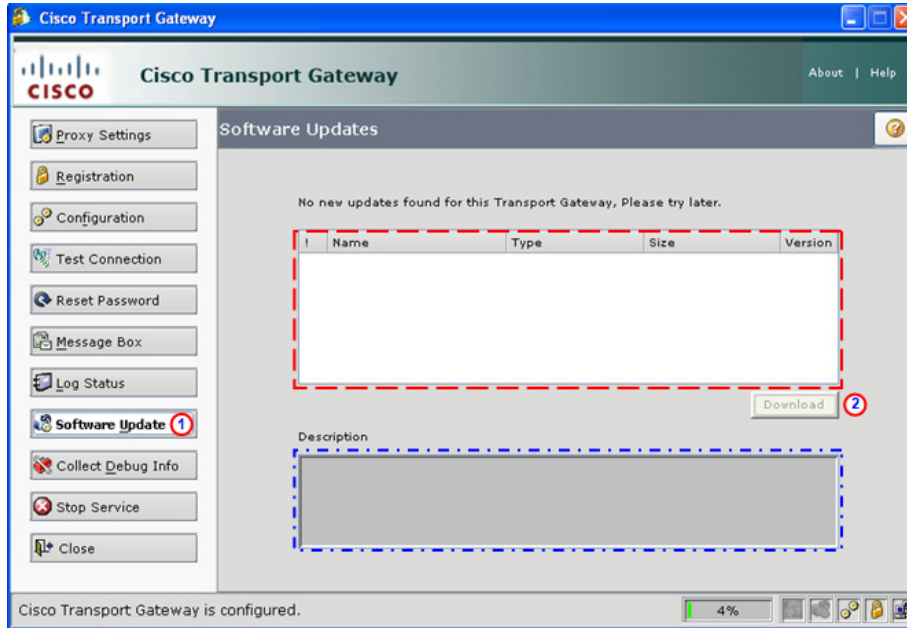 Cisco Transport Gateway
CISCO
Cisco Transport Gateway
About | Help
Proxy Settings
Registration
Configuration
Test Connection
Reset Password
Message Box
Log Status
Software Update 1
Collect Debug Info
Stop Service
Close
Software Updates
No new updates found for this Transport Gateway, Please try later.
! Name Type Size Version
Download 2
Description
Cisco Transport Gateway is configured.
4%